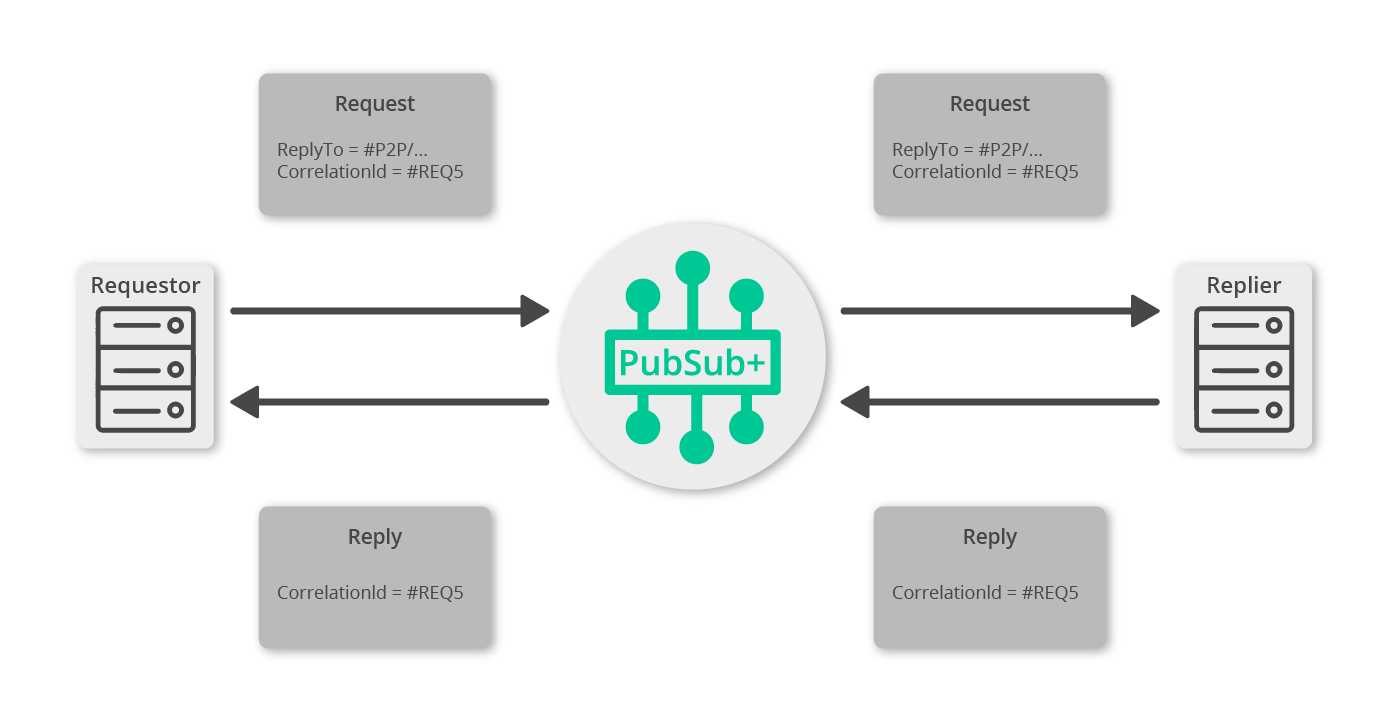 Request
ReplyTo = #P2P/...
CorrelationId = #REQ5
Request
ReplyTo = #P2P/...
CorrelationId = #REQ5
Requestor
PubSub+
Replier
Reply
CorrelationId = #REQ5
Reply
CorrelationId = #REQ5